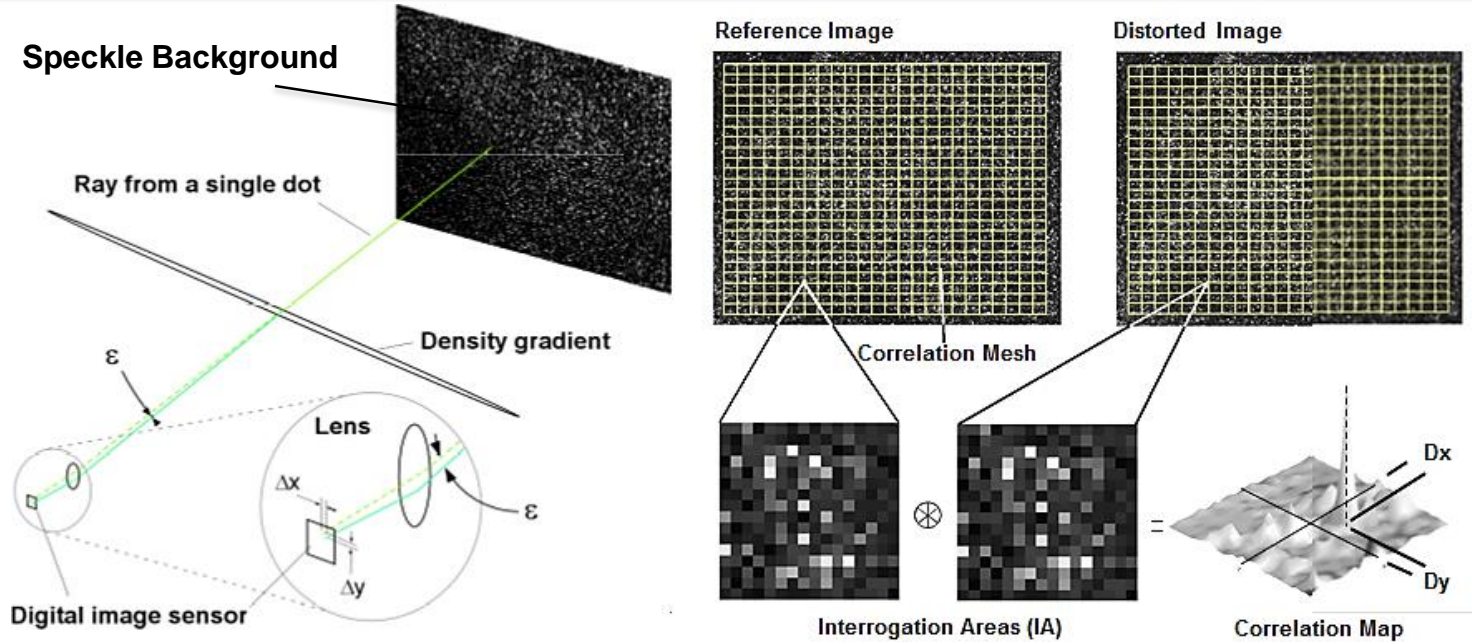 Speckle Background
Ray from a single dot
Density gradient
ε
Lens
Δx
ε
Δy
Digital image sensor
Reference Image
Distorted Image
Correlation Mesh
=
Dx
Dy
Interrogation Areas (IA)
Correlation Map